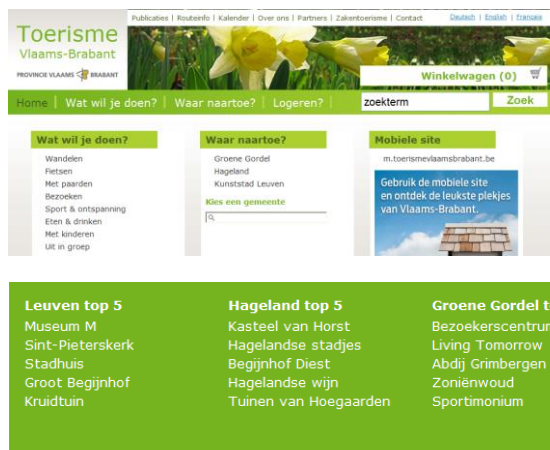 Publicaties | Routeinfo | Kalender | Over ons | Partners | Zakentoerisme | Contact
Deutsch | English | Francais
Toerisme
Vlaams-Brabant
PROVINCIE VLAAMS BRABANT
Winkelwagen (0)
Home | Wat wil je doen? | Waar naartoe? | Logeren? |
zoekterm
Zoek
Wat wil je doen?
Wandelen
Fietsen
Met paarden
Bezoeken
Sport & ontspanning
Eten & drinken
Met kinderen
Uit in groep
Waar naartoe?
Groene Gordel
Hageland
Kunststad Leuven
Kies een gemeente
Mobiele site
m.toerismevlaamsbrabant.be
Gebruik de mobiele site
en ontdek de leukste plekjes
van Vlaams-Brabant.
Leuven top 5
Museum M
Sint-Pieterskerk
Stadhuis
Groot Begijnhof
Kruidtuin
Hageland top 5
Kasteel van Horst
Hagelandse stadjes
Begijnhof Diest
Hagelandse wijn
Tuinen van Hoegaarden
Groene Gordel t
Bezoekerscentrum
Living Tomorrow
Abdij Grimbergen
Zoniënwoud
Sportimonium